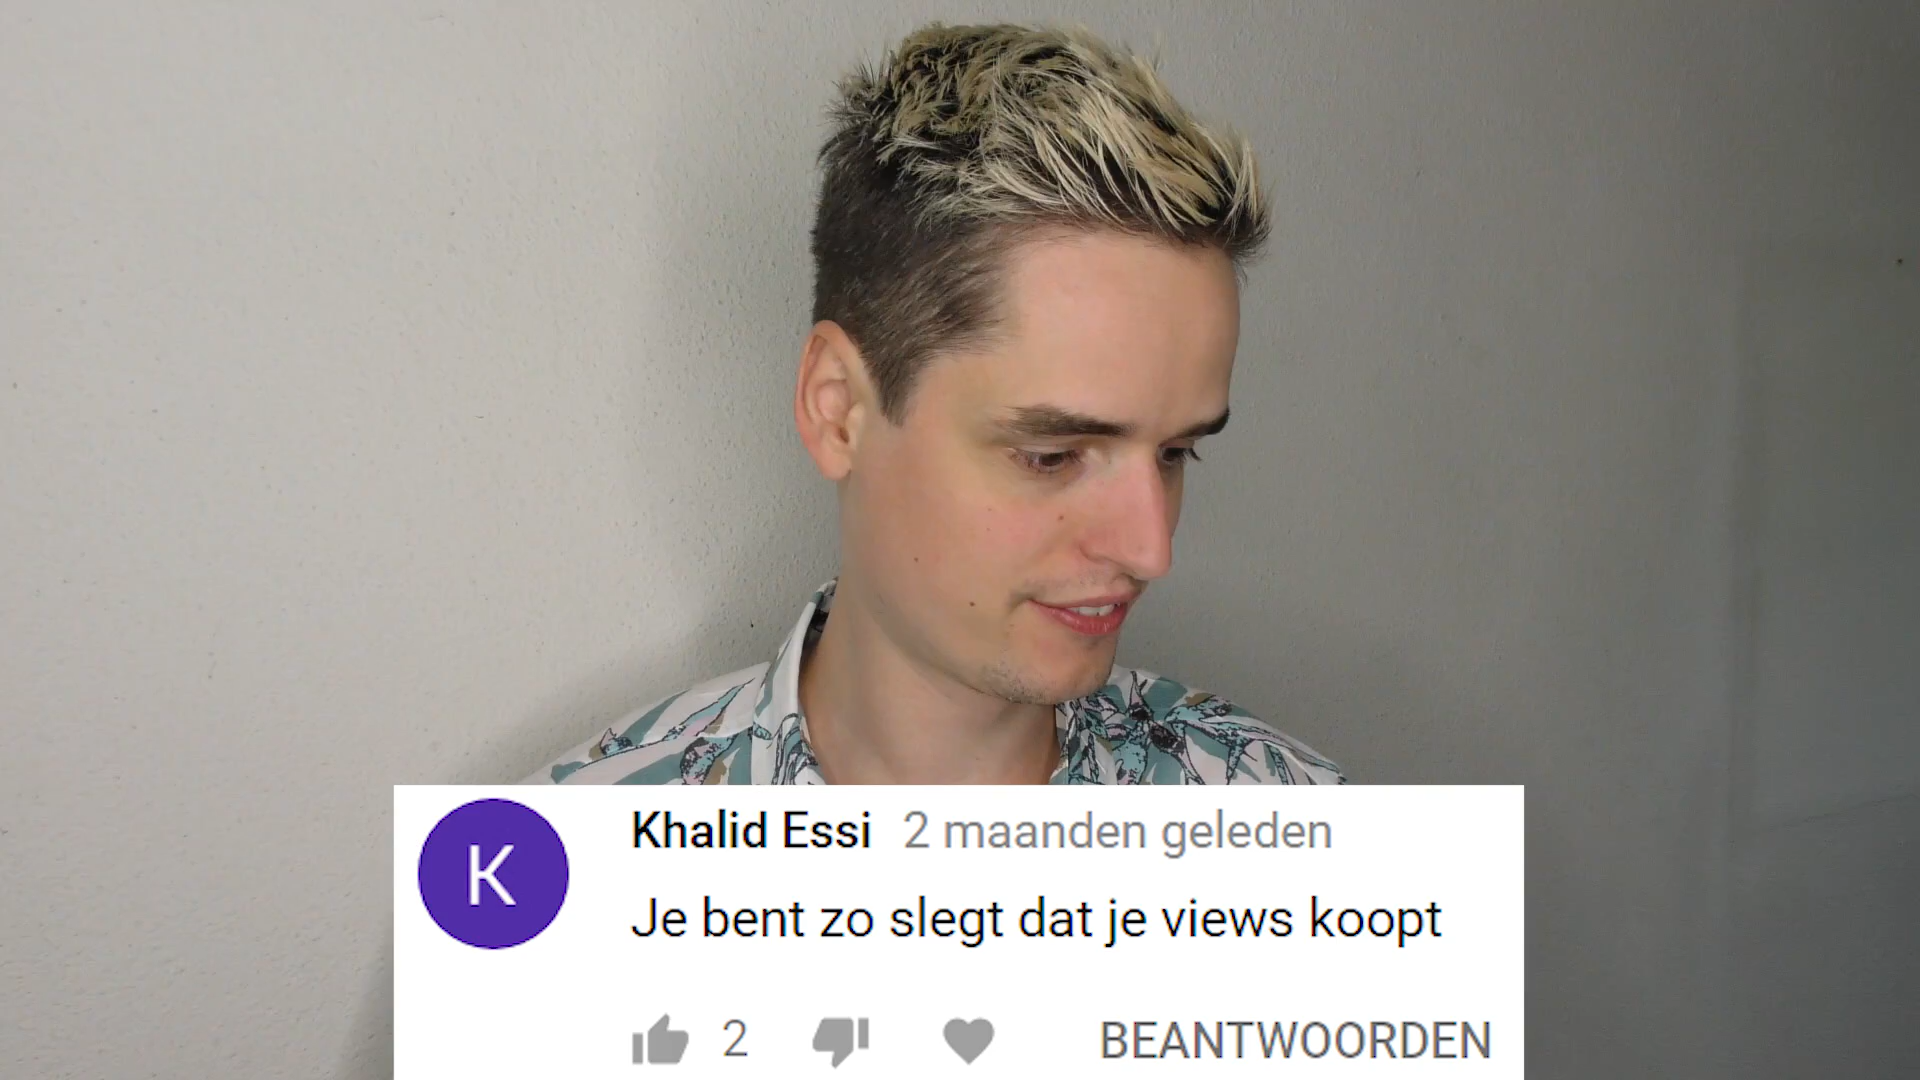 K
Khalid Essi 2 maanden geleden
Je bent zo slegt dat je views koopt
2 BEANTWOORDEN